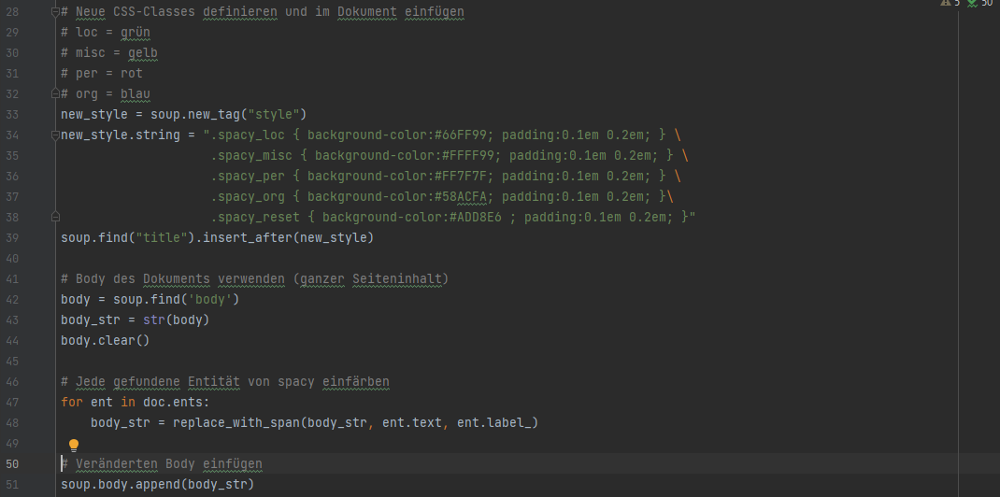 5 50
28 # Neue CSS-Classes definieren und im Dokument einfügen
29 # loc = grün
30 # misc = gelb
31 # per = rot
32 # org = blau
33 new_style = soup.new_tag("style")
34 new_style.string = ".spacy_loc { background-color:#66FF99; padding:0.1em 0.2em; } \
35 .spacy_misc { background-color:#FFFF99; padding:0.1em 0.2em; } \
36 .spacy_per { background-color:#FF7F7F; padding:0.1em 0.2em; } \
37 .spacy_org { background-color:#58ACFA; padding:0.1em 0.2em; }\
38 .spacy_reset { background-color:#ADD8E6 ; padding:0.1em 0.2em; }"
39 soup.find("title").insert_after(new_style)
40
41 # Body des Dokuments verwenden (ganzer Seiteninhalt)
42 body = soup.find('body')
43 body_str = str(body)
44 body.clear()
45
46 # Jede gefundene Entität von spacy einfärben
47 for ent in doc.ents:
48 body_str = replace_with_span(body_str, ent.text, ent.label_)
49
50 # Veränderten Body einfügen
51 soup.body.append(body_str)